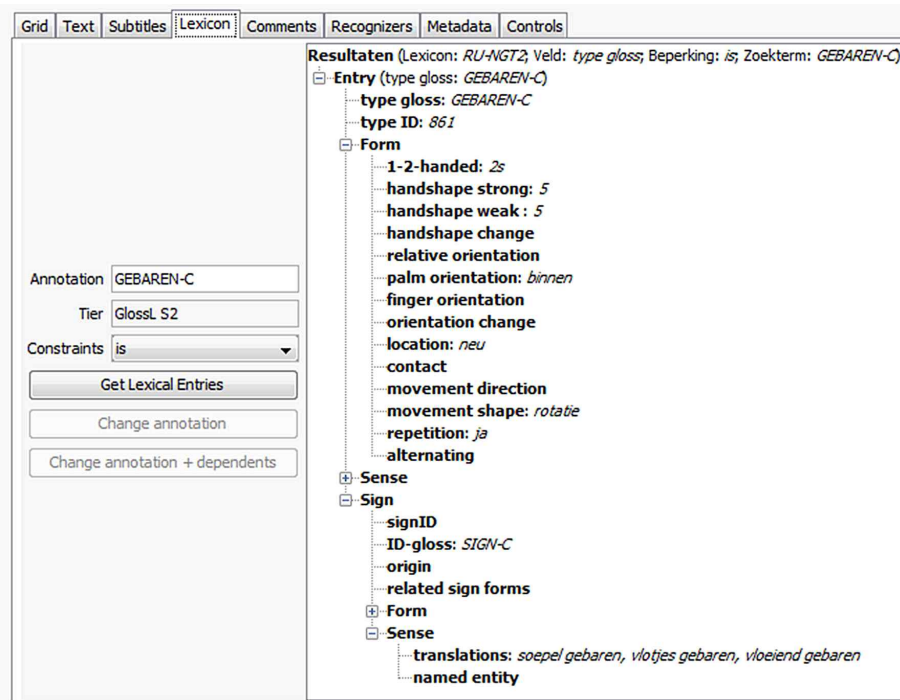 Grid Text Subtitles Lexicon Comments Recognizers Metadata Controls
Resultaten (Lexicon: RU-NGT2; Veld: type gloss; Beperking: is; Zoekterm: GEBAREN-C)
Entry (type gloss: GEBAREN-C)
type gloss: GEBAREN-C
type ID: 861
Form
1-2-handed: 2s
handshape strong: 5
handshape weak : 5
handshape change
relative orientation
Annotation GEBAREN-C
palm orientation: binnen
finger orientation
Tier GlossL S2
orientation change
Constraints is
location: neu
contact
Get Lexical Entries
movement direction
movement shape: rotatie
Change annotation
repetition: ja
alternating
Change annotation + dependents
Sense
Sign
signID
ID-gloss: SIGN-C
origin
related sign forms
Form
Sense
translations: soepel gebaren, vlotjes gebaren, vloeiend gebaren
named entity